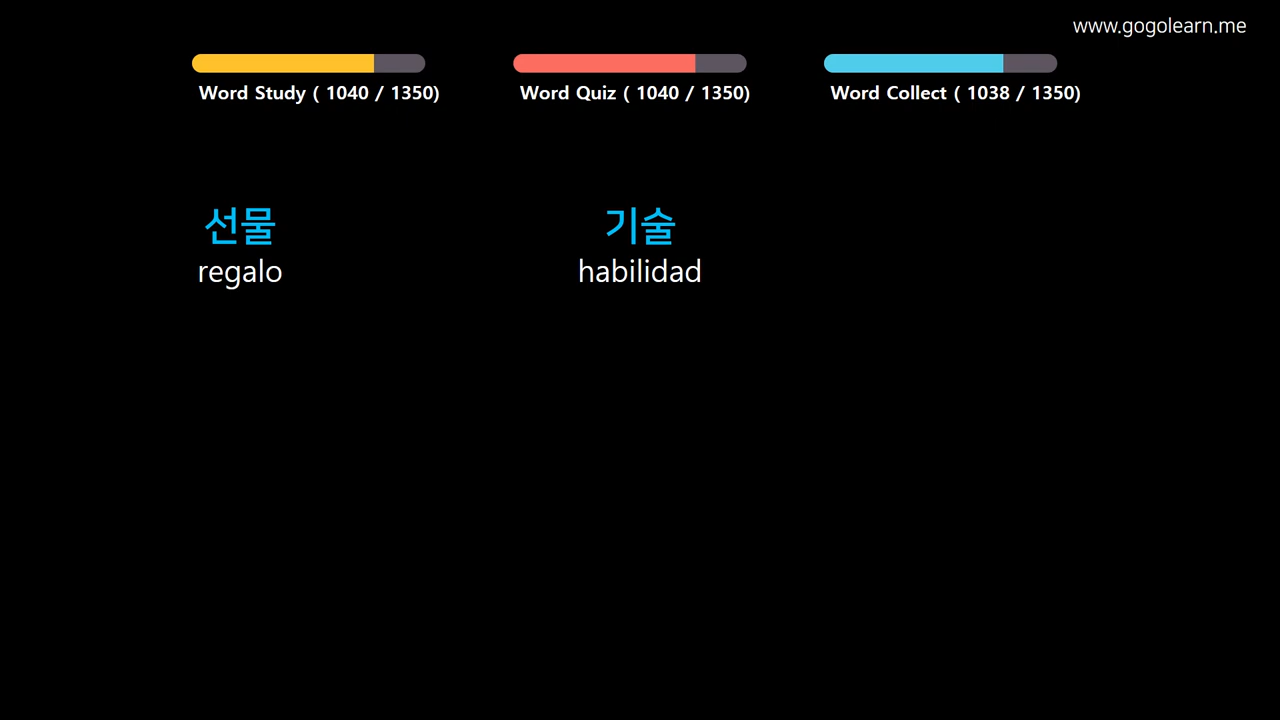 www.gogolearn.me
Word Study ( 1040 / 1350)
Word Quiz ( 1040 / 1350)
Word Collect ( 1038 / 1350)
선물
regalo
기술
habilidad